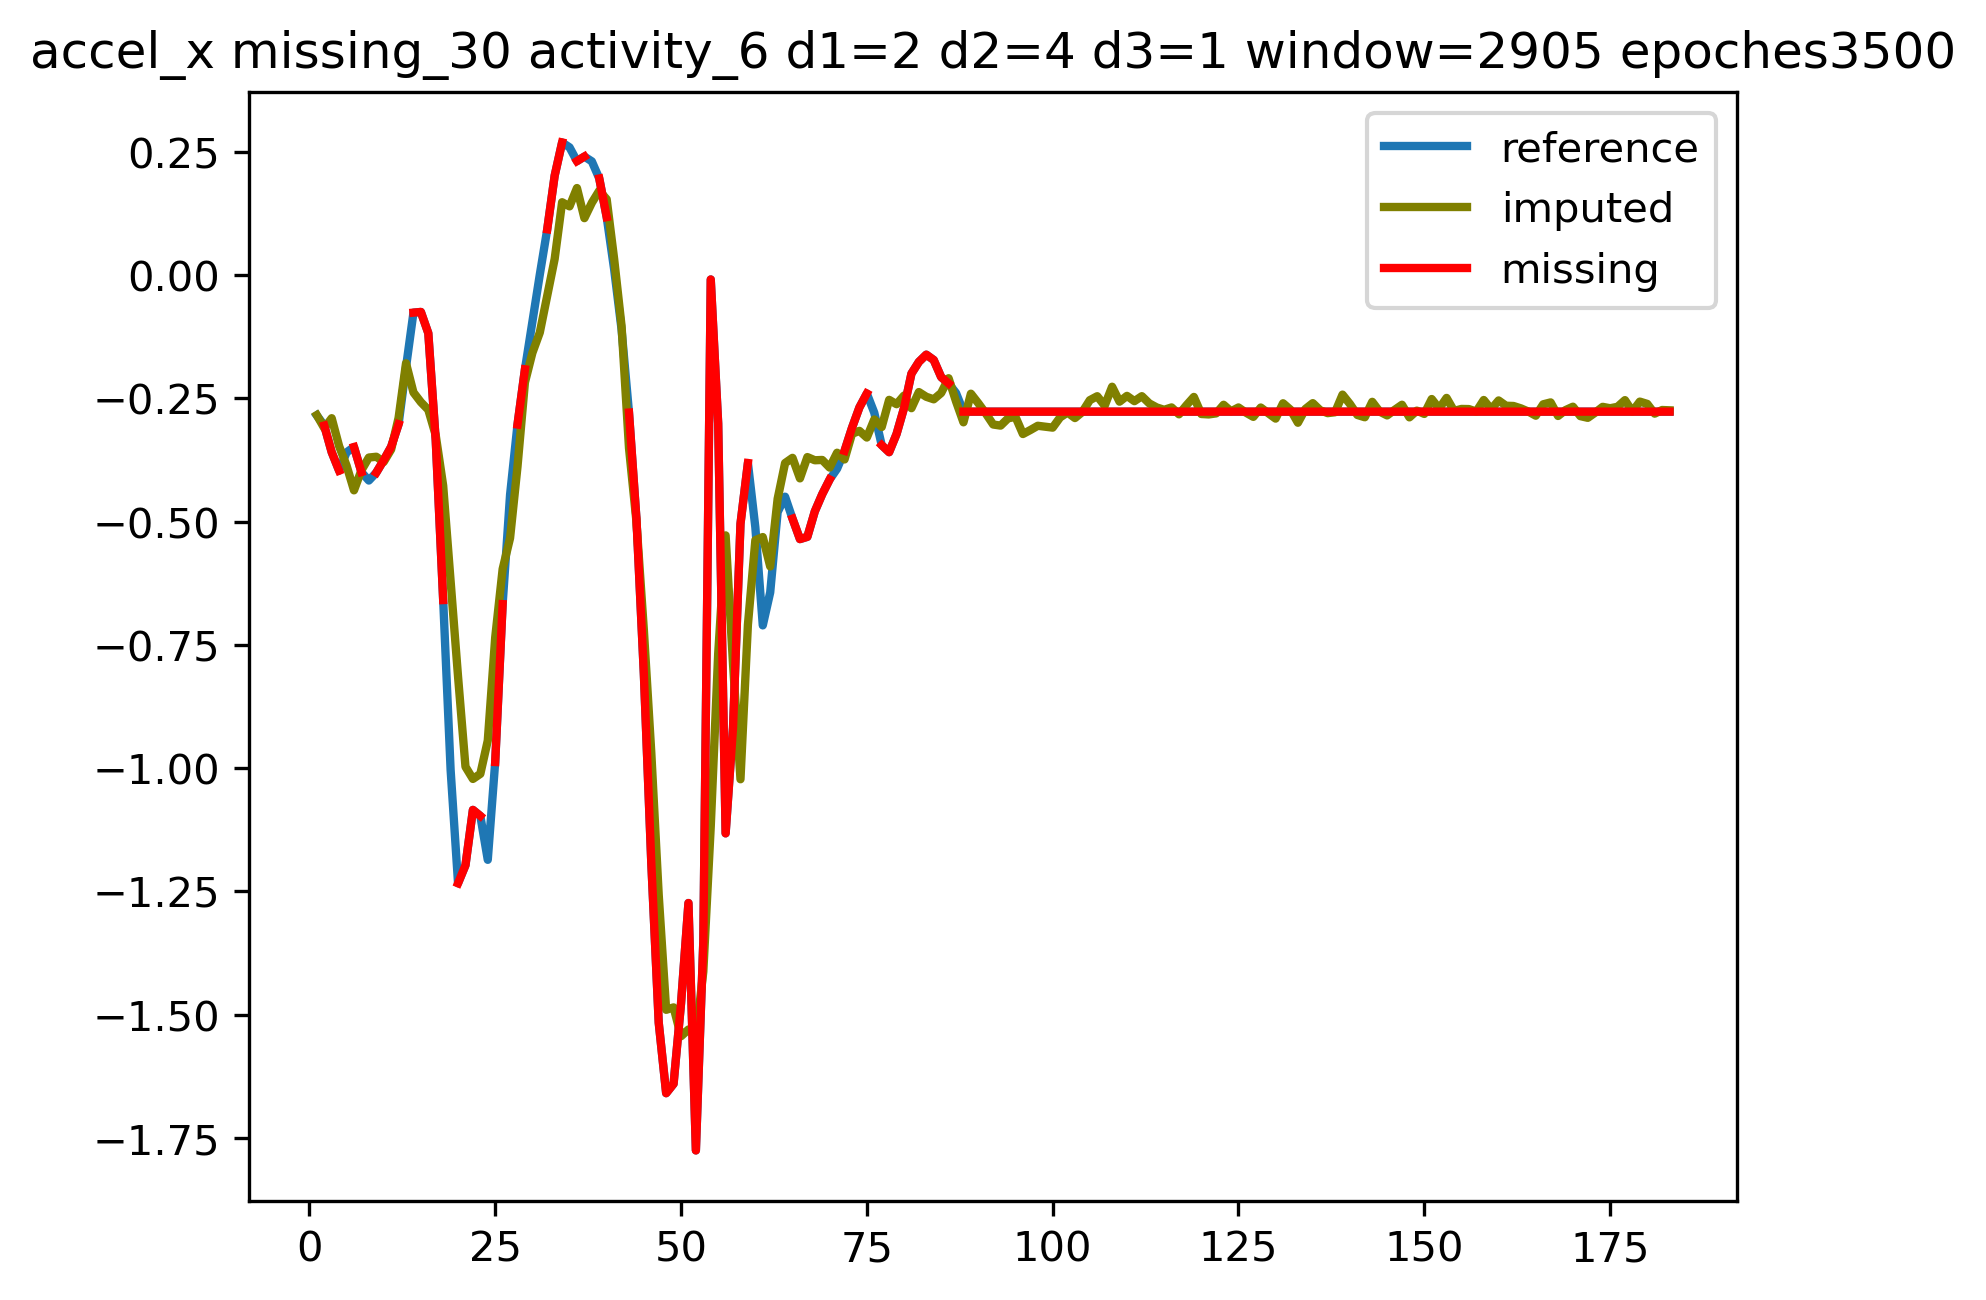 accel_x missing_30 activity_6 d1=2 d2=4 d3=1 window=2905 epoches3500
reference
imputed
missing
0.25
0.00
−0.25
−0.50
−0.75
−1.00
−1.25
−1.50
−1.75
0 25 50 75 100 125 150 175